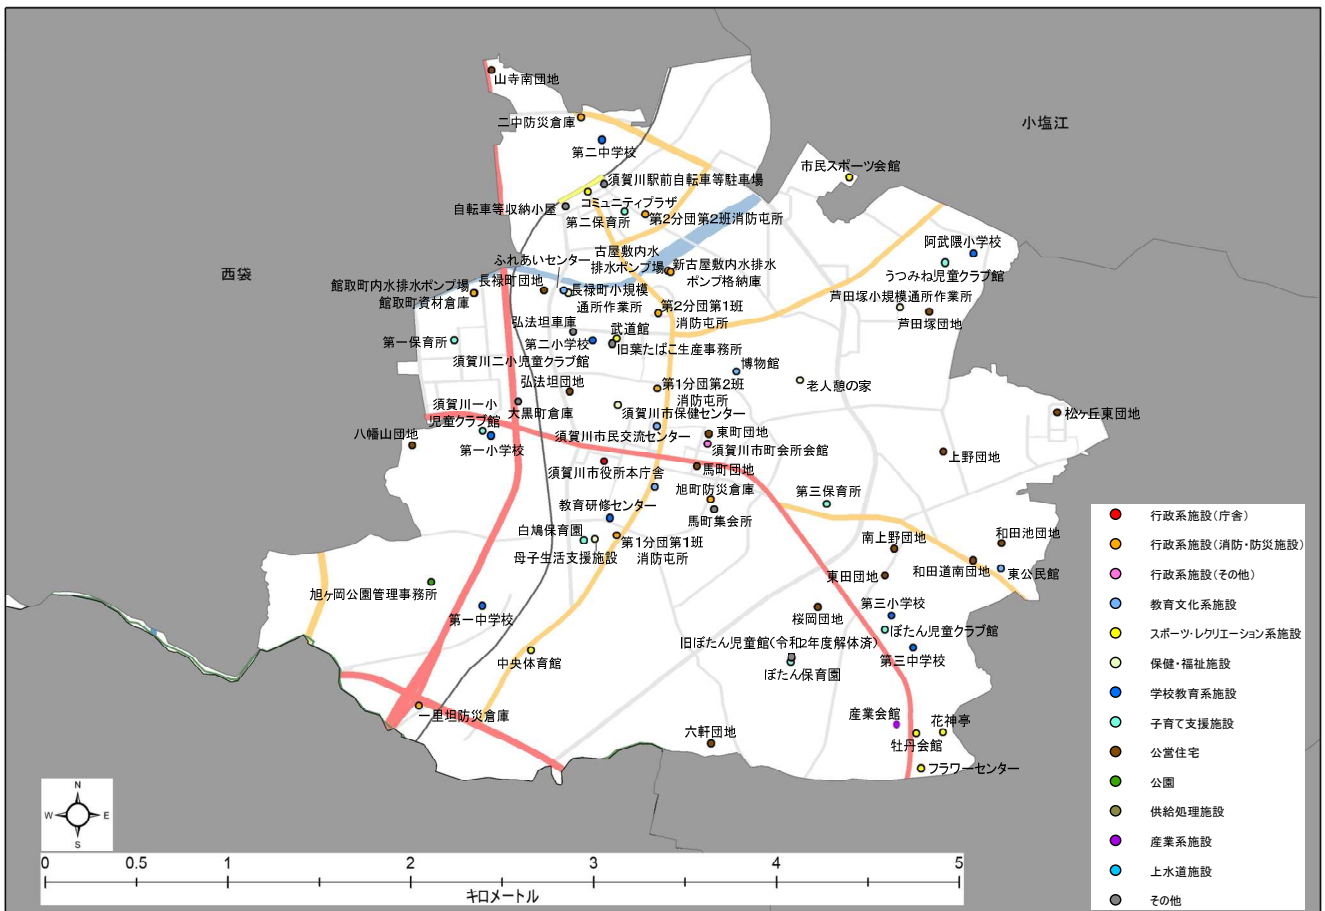 山寺南団地
二中防災倉庫
小塩江
第二中学校
市民スポーツ会館
須賀川駅前自転車等駐車場
コミュニティプラザ
自転車等収納小屋
第二保育所
第2分団第2班消防屯所
阿武隈小学校
古屋敷内水
排水ポンプ場
ふれあいセンター
新古屋敷内水排水
ポンプ格納庫
うつみね児童クラブ館
西袋
館取町内水排水ポンプ場
館取町資材倉庫
長禄町団地
長禄町小規模
通所作業所
芦田塚小規模通所作業所
第2分団第1班
消防屯所
芦田塚団地
弘法坦車庫
武道館
第一保育所
第二小学校
旧葉たばこ生産事務所
須賀川二小児童クラブ館
博物館
弘法坦団地
第1分団第2班
消防屯所
老人憩の家
須賀川一小
児童クラブ館
大黒町倉庫
須賀川市保健センター
松ヶ丘東団地
八幡山団地
第一小学校
須賀川市民交流センター
東町団地
須賀川市町会所会館
上野団地
須賀川市役所本庁舎
馬町団地
旭町防災倉庫
第三保育所
教育研修センター
馬町集会所
白鳩保育園
母子生活支援施設
第1分団第1班
消防屯所
南上野団地
和田池団地
東田団地
和田道南団地
東公民館
旭ヶ岡公園管理事務所
第一中学校
桜岡団地
第三小学校
ぼたん児童クラブ館
旧ぼたん児童館(令和2年度解体済)
第三中学校
中央体育館
ぼたん保育園
一里坦防災倉庫
産業会館
花神亭
六軒団地
牡丹会館
フラワーセンター
行政系施設(庁舎)
行政系施設(消防・防災施設)
行政系施設(その他)
教育文化系施設
スポーツ・レクリエーション系施設
保健・福祉施設
学校教育系施設
子育て支援施設
公営住宅
公園
供給処理施設
産業系施設
上水道施設
その他
N
W E
S
0 0.5 1 2 3 4 5
キロメートル